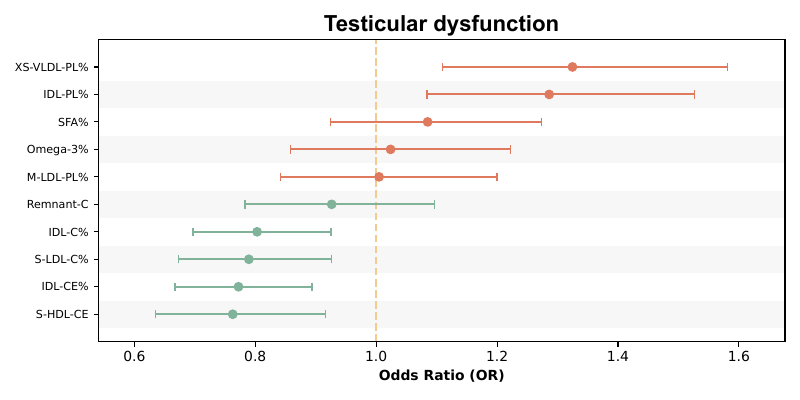 Testicular dysfunction
XS-VLDL-PL%
IDL-PL%
SFA%
Omega-3%
M-LDL-PL%
Remnant-C
IDL-C%
S-LDL-C%
IDL-CE%
S-HDL-CE
0.6 0.8 1.0 1.2 1.4 1.6
Odds Ratio (OR)